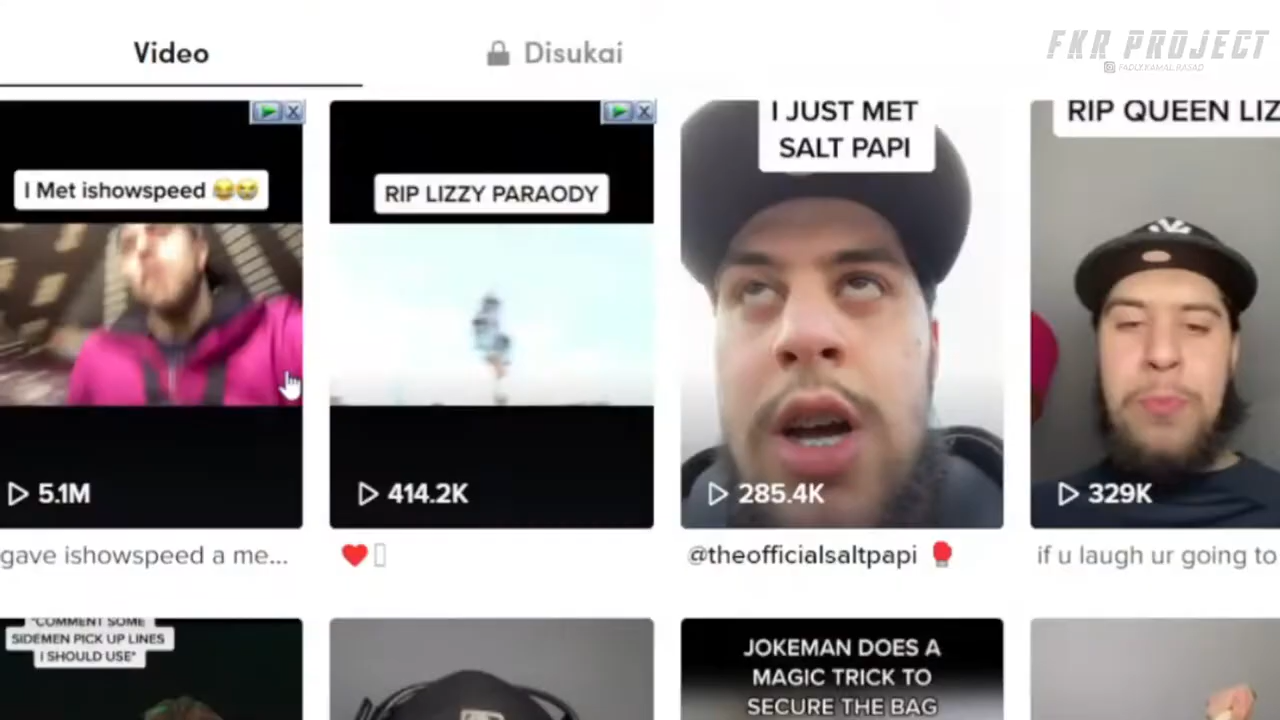 Video
Disukai
FKR PROJECT
I Met ishowspeed 😂😭
RIP LIZZY PARAODY
I JUST MET
SALT PAPI
RIP QUEEN LIZ
5.1M
414.2K
285.4K
329K
gave ishowspeed a me...
❤️
@theofficialsaltpapi 🥊
if u laugh ur going to
"COMMENT SOME
SIDEMEN PICK UP LINES
I SHOULD USE"
JOKEMAN DOES A
MAGIC TRICK TO
SECURE THE BAG